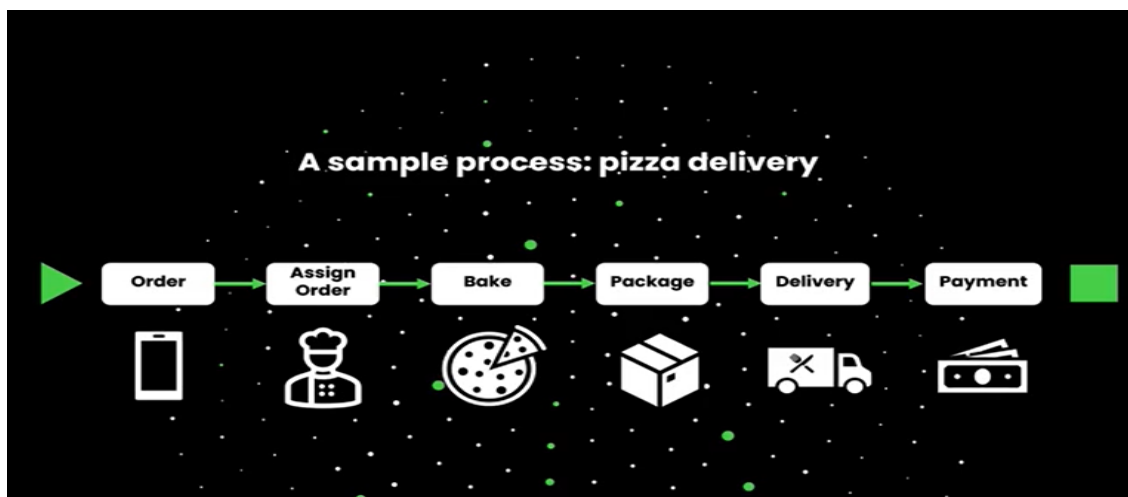 A sample process: pizza delivery
Order
Assign
Order
Bake
Package
Delivery
Payment